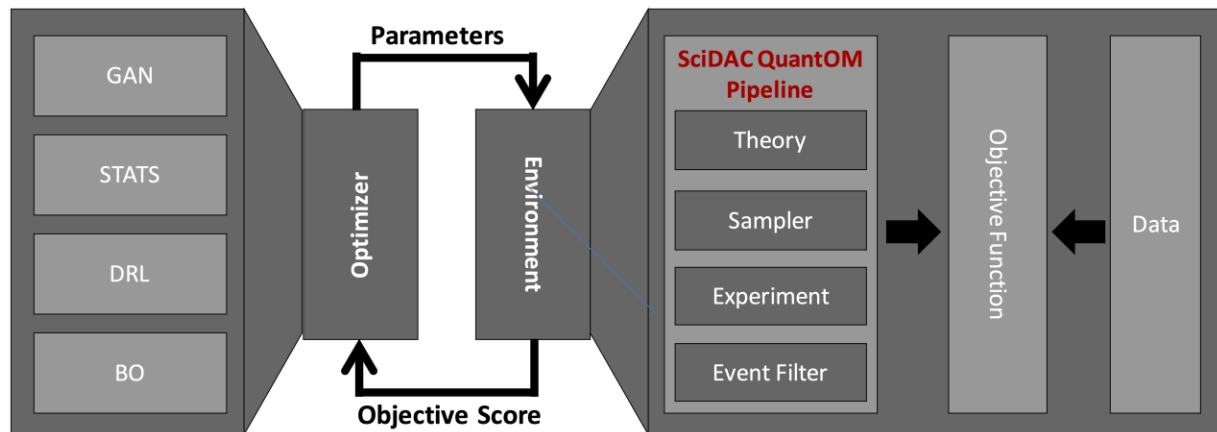 GAN
STATS
DRL
BO
Optimizer
Parameters
Objective Score
Environment
SciDAC QuantOM
Pipeline
Theory
Sampler
Experiment
Event Filter
Objective Function
Data